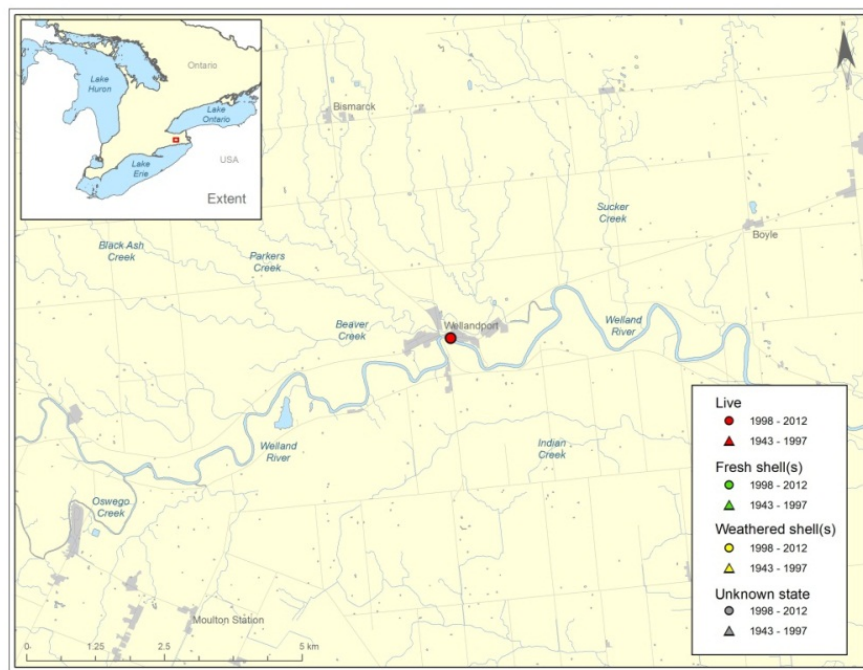 Ontario
Lake
Huron
Lake
Ontario
USA
Lake
Erie
Extent
Bismarck
Sucker
Creek
Boyle
Black Ash
Creek
Parkers
Creek
Beaver
Creek
Wellandport
Welland
River
Welland
River
Indian
Creek
Oswego
Creek
Moulton Station
0
1.25
2.5
5 km
Live
1998 - 2012
1943 - 1997
Fresh shell(s)
1998 - 2012
1943 - 1997
Weathered shell(s)
1998 - 2012
1943 - 1997
Unknown state
1998 - 2012
1943 - 1997